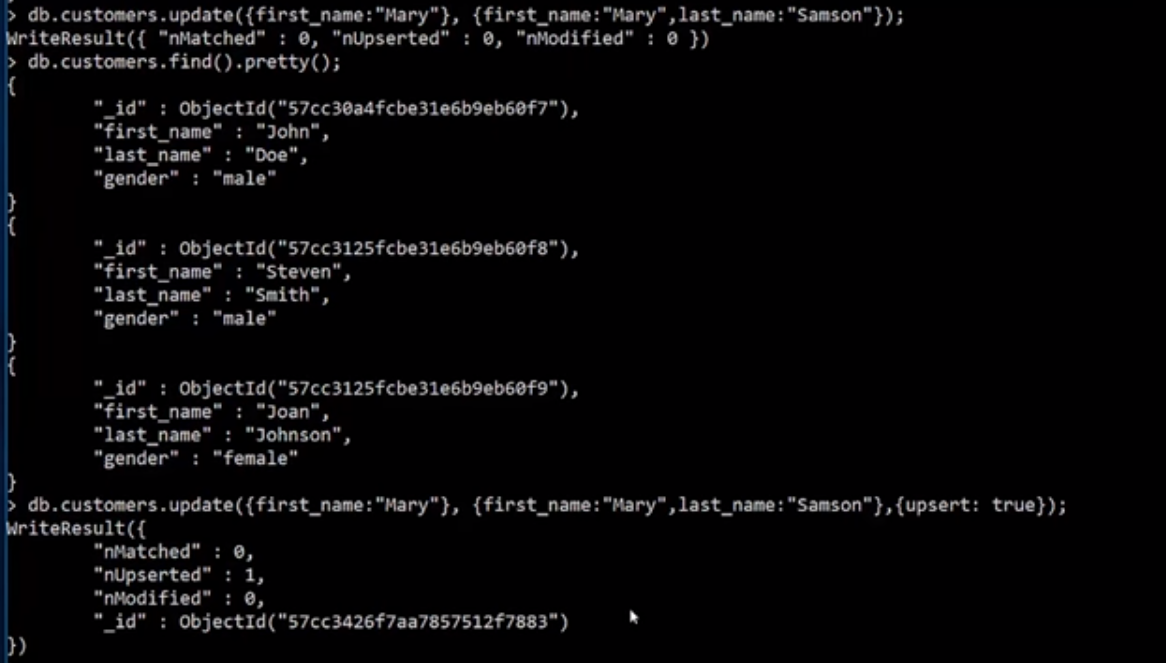 > db.customers.update({first_name:"Mary"}, {first_name:"Mary",last_name:"Samson"});
WriteResult({ "nMatched" : 0, "nUpserted" : 0, "nModified" : 0 })
> db.customers.find().pretty();
{
        "_id" : ObjectId("57cc30a4fcbe31e6b9eb60f7"),
        "first_name" : "John",
        "last_name" : "Doe",
        "gender" : "male"
}
{
        "_id" : ObjectId("57cc3125fcbe31e6b9eb60f8"),
        "first_name" : "Steven",
        "last_name" : "Smith",
        "gender" : "male"
}
{
        "_id" : ObjectId("57cc3125fcbe31e6b9eb60f9"),
        "first_name" : "Joan",
        "last_name" : "Johnson",
        "gender" : "female"
}
> db.customers.update({first_name:"Mary"}, {first_name:"Mary",last_name:"Samson"},{upsert: true});
WriteResult({
        "nMatched" : 0,
        "nUpserted" : 1,
        "nModified" : 0,
        "_id" : ObjectId("57cc3426f7aa7857512f7883")
})